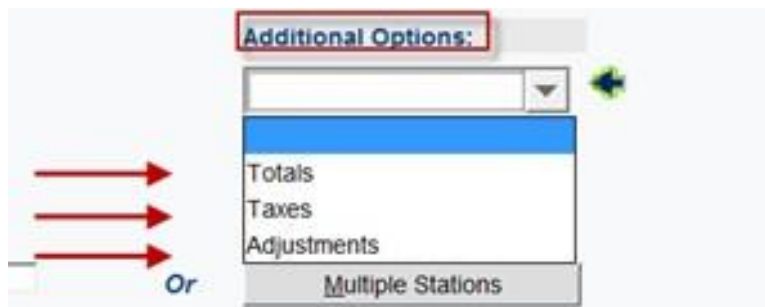 Additional Options:
Totals
Taxes
Adjustments
Or Multiple Stations